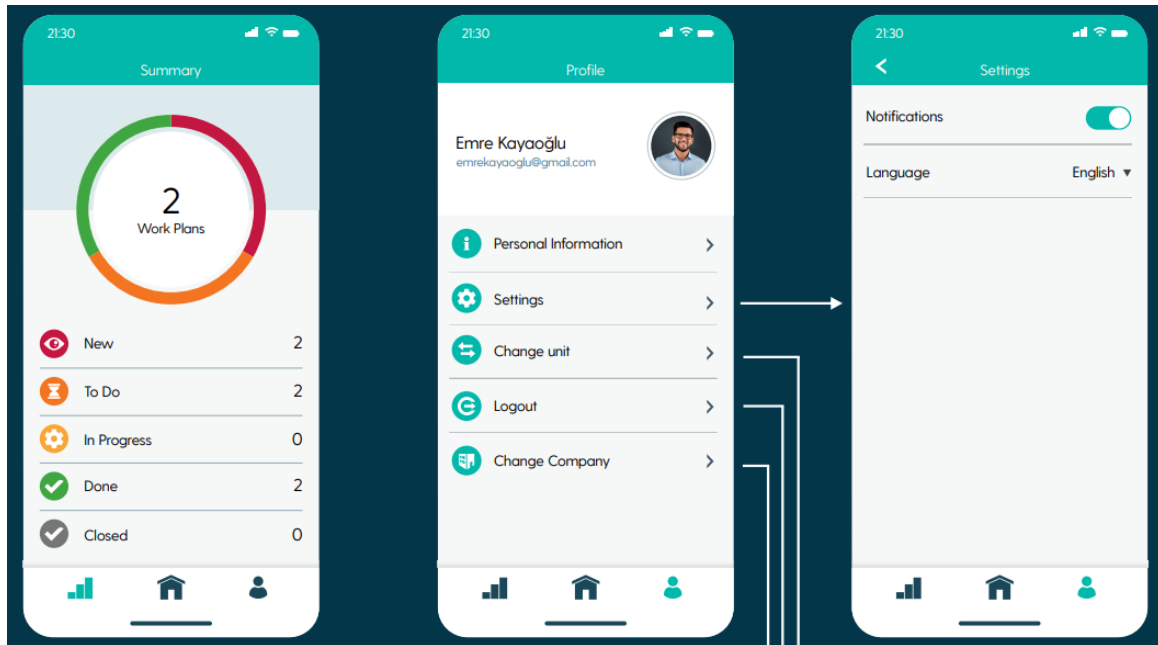 21:30
Summary
2
Work Plans
New 2
To Do 2
In Progress 0
Done 2
Closed 0
21:30
Profile
Emre Kayaoğlu
emrekayaoglu@gmail.com
Personal Information
Settings
Change unit
Logout
Change Company
21:30
Settings
Notifications
Language English